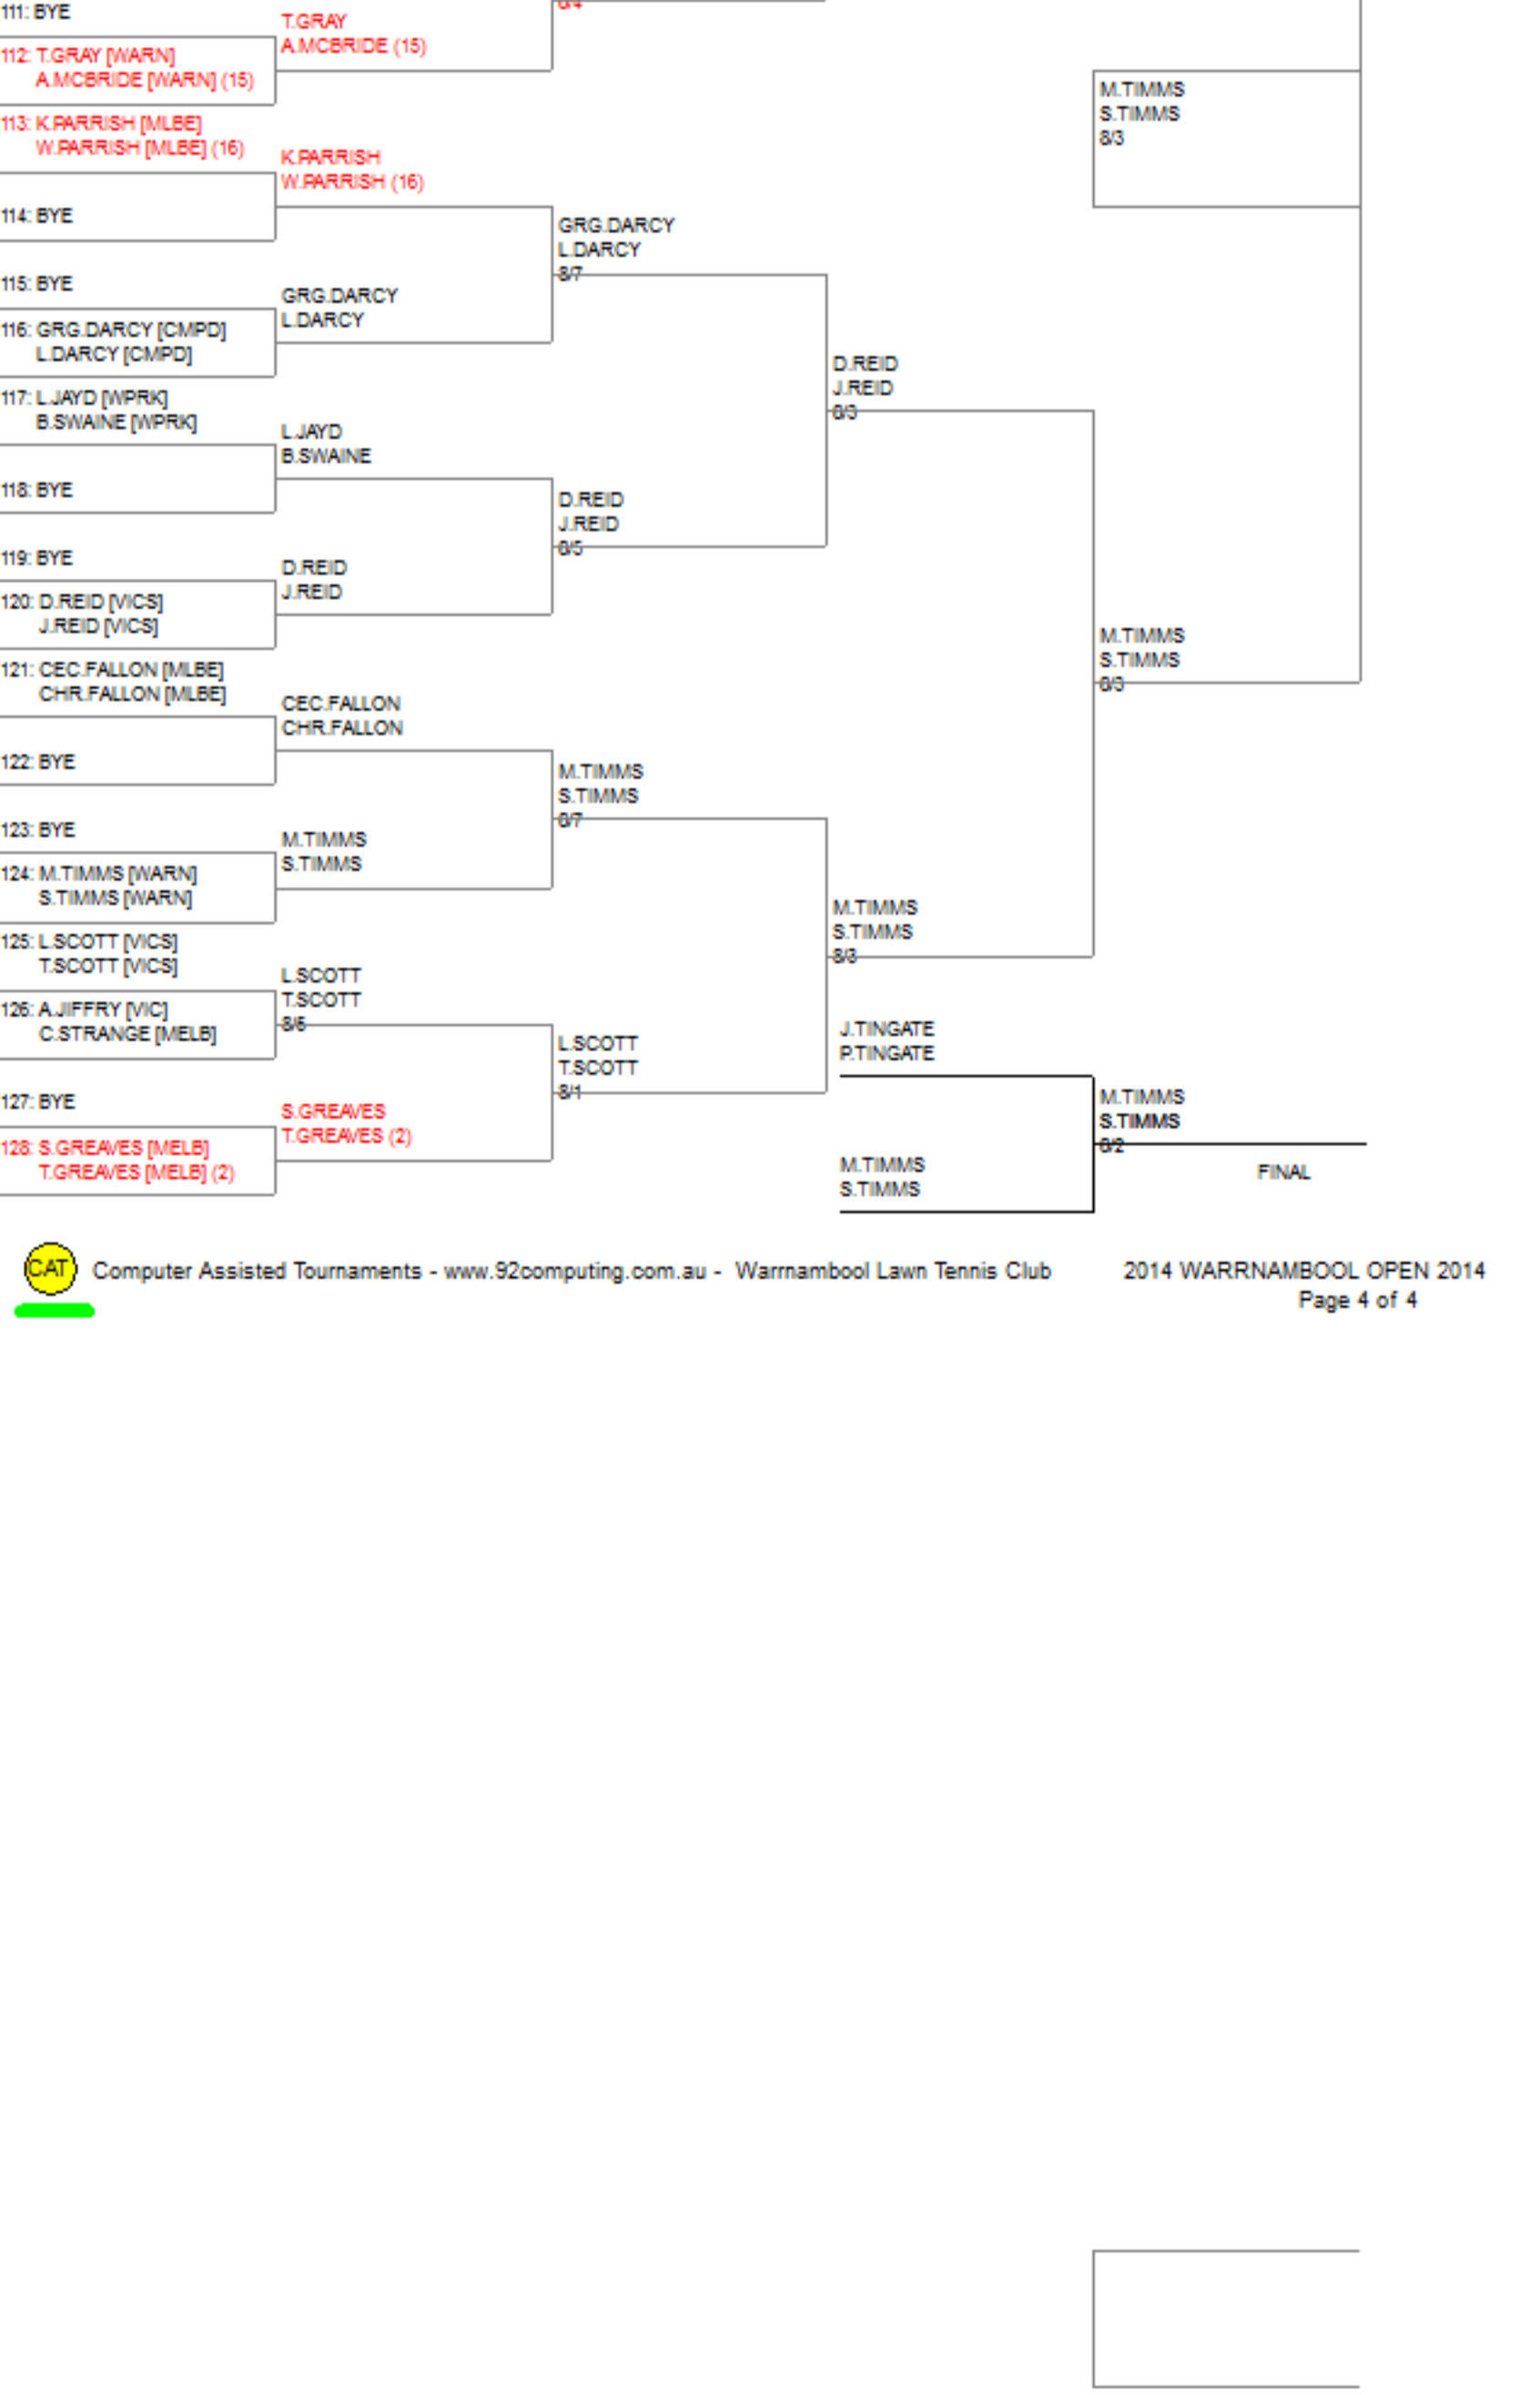 111: BYE
112: T.GRAY [WARN]
A.MCBRIDE [WARN] (15)
113: K.PARRISH [MLBE]
W.PARRISH [MLBE] (16)
114: BYE
115: BYE
116: GRG.DARCY [CMPD]
L.DARCY [CMPD]
117: L.JAYD [WPRK]
B.SWAINE [WPRK]
118: BYE
119: BYE
120: D.REID [VICS]
J.REID [VICS]
121: CEC.FALLON [MLBE]
CHR.FALLON [MLBE]
122: BYE
123: BYE
124: M.TIMMS [WARN]
S.TIMMS [WARN]
125: L.SCOTT [VICS]
T.SCOTT [VICS]
126: A.JIFFRY [VIC]
C.STRANGE [MELB]
127: BYE
128: S.GREAVES [MELB]
T.GREAVES [MELB] (2)
T.GRAY
A.MCBRIDE (15)
K.PARRISH
W.PARRISH (16)
GRG.DARCY
L.DARCY
L.JAYD
B.SWAINE
D.REID
J.REID
CEC.FALLON
CHR.FALLON
M.TIMMS
S.TIMMS
L.SCOTT
T.SCOTT
S.GREAVES
T.GREAVES (2)
GRG.DARCY
L.DARCY
8/7
D.REID
J.REID
8/5
M.TIMMS
S.TIMMS
8/7
L.SCOTT
T.SCOTT
8/1
D.REID
J.REID
8/3
M.TIMMS
S.TIMMS
8/3
J.TINGATE
P.TINGATE
M.TIMMS
S.TIMMS
M.TIMMS
S.TIMMS
8/3
M.TIMMS
S.TIMMS
8/3
M.TIMMS
S.TIMMS
8/2
FINAL
CAT
Computer Assisted Tournaments - www.92computing.com.au - Warrnambool Lawn Tennis Club
2014 WARRNAMBOOL OPEN 2014
Page 4 of 4